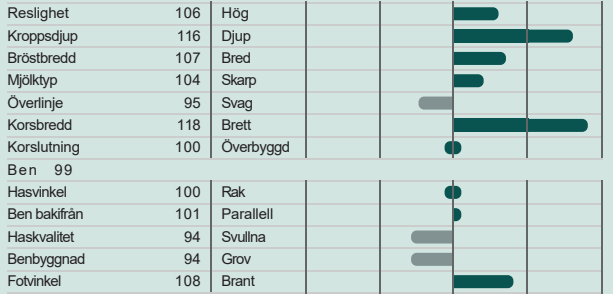 Reslighet 106 Hög
Kroppsdjup 116 Djup
Bröstbredd 107 Bred
Mjölktyp 104 Skarp
Överlinje 95 Svag
Korsbredd 118 Brett
Korslutning 100 Överbyggd
Ben 99
Hasvinkel 100 Rak
Ben bakifrån 101 Parallell
Haskvalitet 94 Svullna
Benbyggnad 94 Grov
Fotvinkel 108 Brant